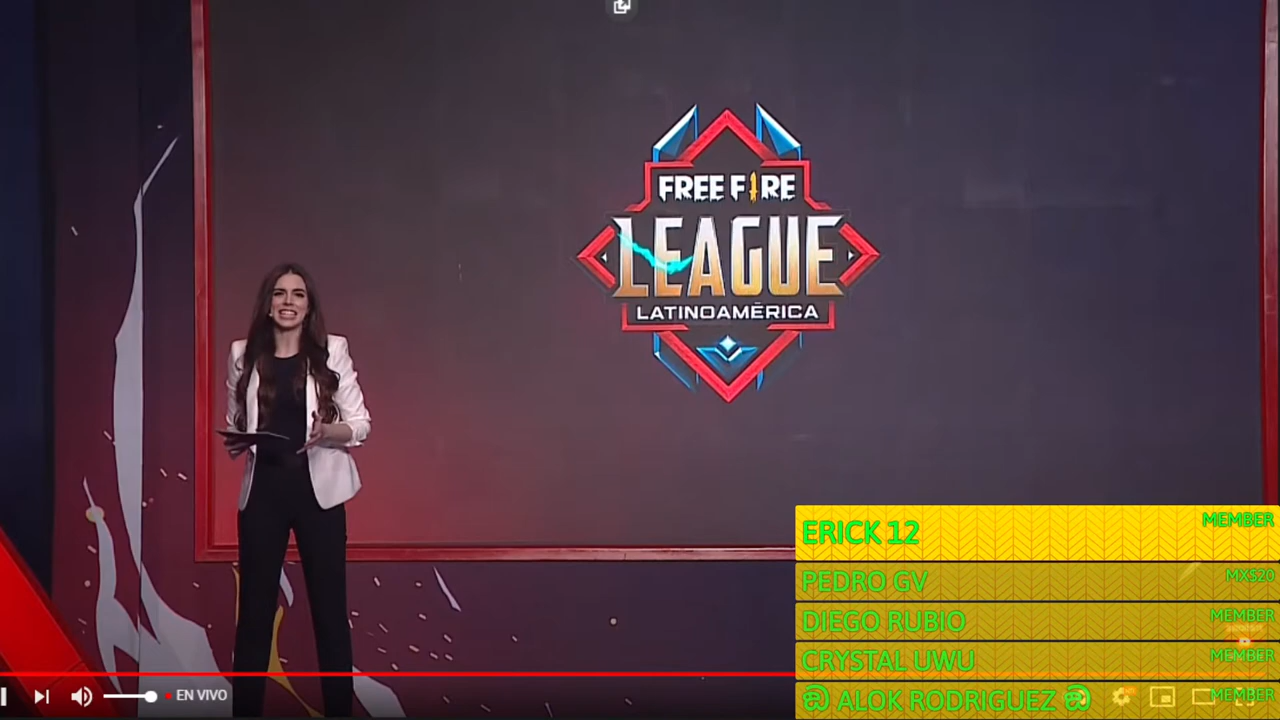 FREE FIRE
LEAGUE
LATINOAMÉRICA
ERICK 12
MEMBER
PEDRO GV
MX$20
DIEGO RUBIO
MEMBER
CRYSTAL UWU
MEMBER
EN VIVO
ALOK RODRIGUEZ
MEMBER